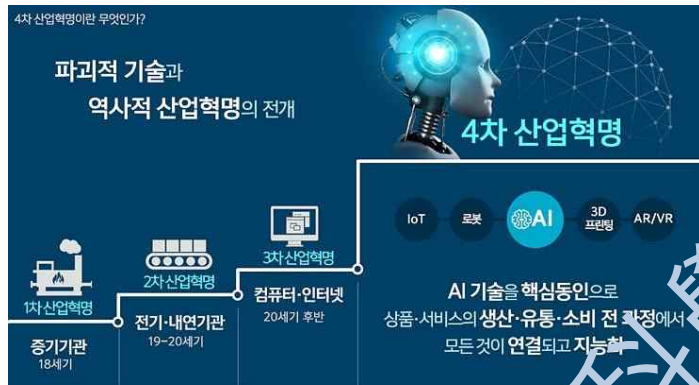 4차 산업혁명이란 무엇인가?
파괴적 기술과
역사적 산업혁명의 전개
4차 산업혁명
IoT
로봇
AI
3D
프린팅
AR/VR
1차 산업혁명
증기기관
18세기
2차 산업혁명
전기·내연기관
19-20세기
3차 산업혁명
컴퓨터·인터넷
20세기 후반
AI 기술을 핵심동인으로
상품·서비스의 생산·유통·소비 전 과정에서
모든 것이 연결되고 지능화